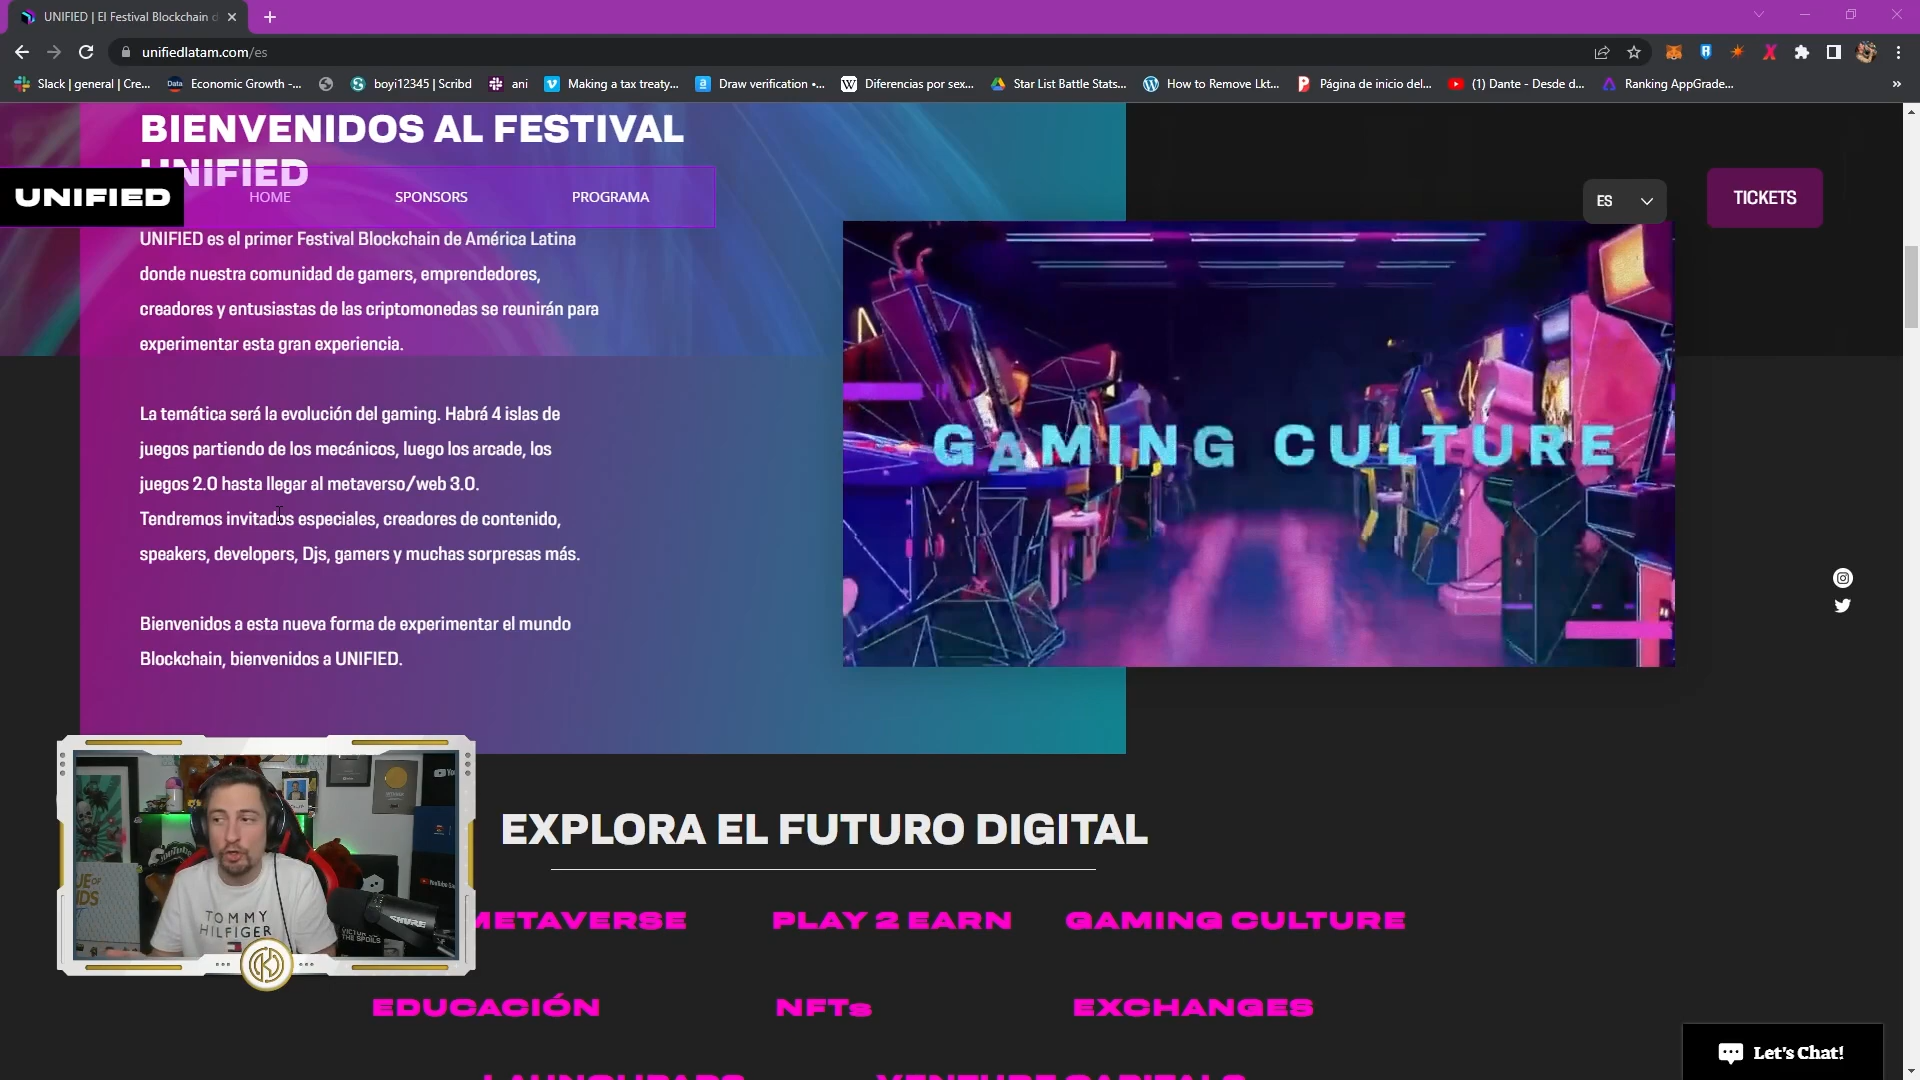 UNIFIED | El Festival Blockchain d
unifiedlatam.com/es
Slack | general | Cre...
Economic Growth -...
boyi12345 | Scribd
ani
Making a tax treaty...
Draw verification •...
Diferencias por sex...
Star List Battle Stats...
How to Remove Lkt...
Página de inicio del...
(1) Dante - Desde d...
Ranking AppGrade...
»
BIENVENIDOS AL FESTIVAL
UNIFIED
UNIFIED
HOME
SPONSORS
PROGRAMA
ES
TICKETS
UNIFIED es el primer Festival Blockchain de América Latina
donde nuestra comunidad de gamers, emprendedores,
creadores y entusiastas de las criptomonedas se reunirán para
experimentar esta gran experiencia.
La temática será la evolución del gaming. Habrá 4 islas de
juegos partiendo de los mecánicos, luego los arcade, los
juegos 2.0 hasta llegar al metaverso/web 3.0.
Tendremos invitados especiales, creadores de contenido,
speakers, developers, Djs, gamers y muchas sorpresas más.
Bienvenidos a esta nueva forma de experimentar el mundo
Blockchain, bienvenidos a UNIFIED.
GAMING CULTURE
EXPLORA EL FUTURO DIGITAL
METAVERSE
PLAY 2 EARN
GAMING CULTURE
EDUCACIÓN
NFTs
EXCHANGES
LAUNCHPADS
VENTURE CAPITALS
TOMMY
HILFIGER
SHURE
THE SPOILS
Let's Chat!